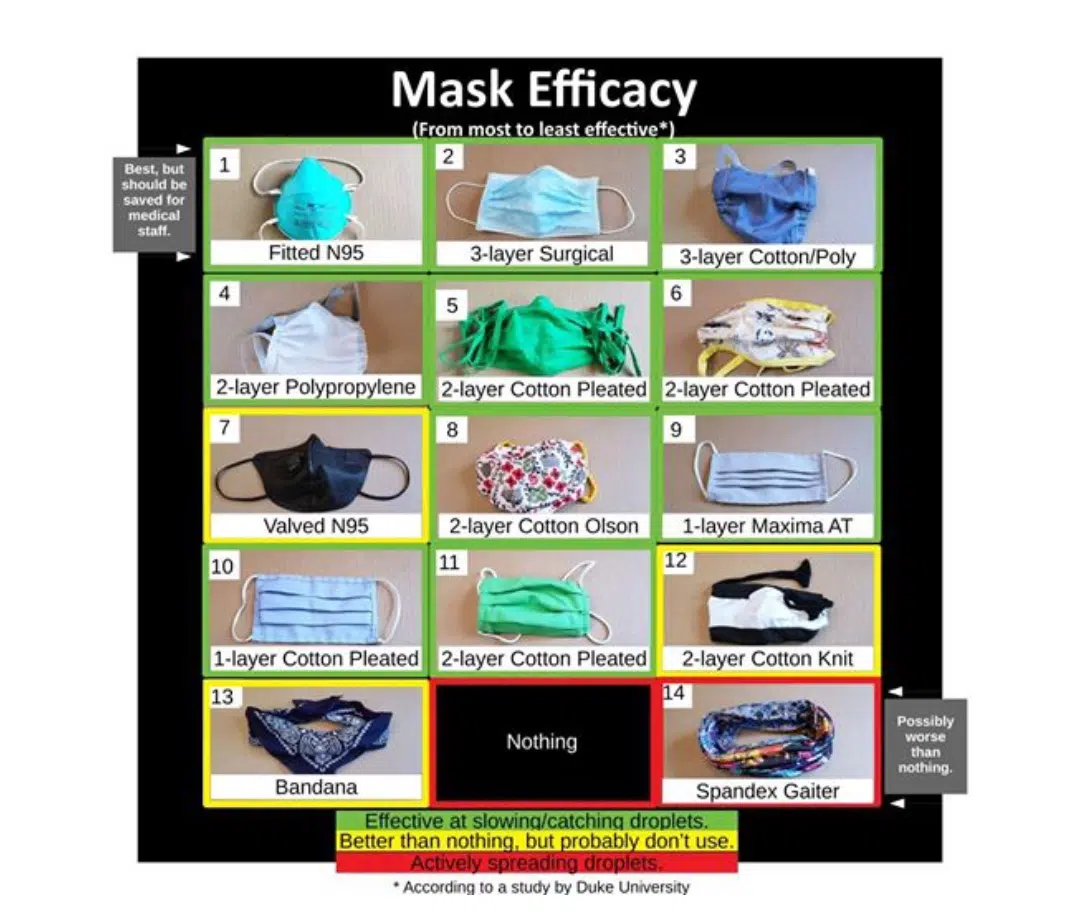 Mask Efficacy
(From most to least effective*)
Best, but
should be
saved for
medical
staff.
1
Fitted N95
2
3-layer Surgical
3
3-layer Cotton/Poly
4
2-layer Polypropylene
5
2-layer Cotton Pleated
6
2-layer Cotton Pleated
7
Valved N95
8
2-layer Cotton Olson
9
1-layer Maxima AT
10
1-layer Cotton Pleated
11
2-layer Cotton Pleated
12
2-layer Cotton Knit
13
Bandana
Nothing
14
Spandex Gaiter
Possibly
worse
than
nothing.
Effective at slowing/catching droplets.
Better than nothing, but probably don't use.
Actively spreading droplets.
* According to a study by Duke University